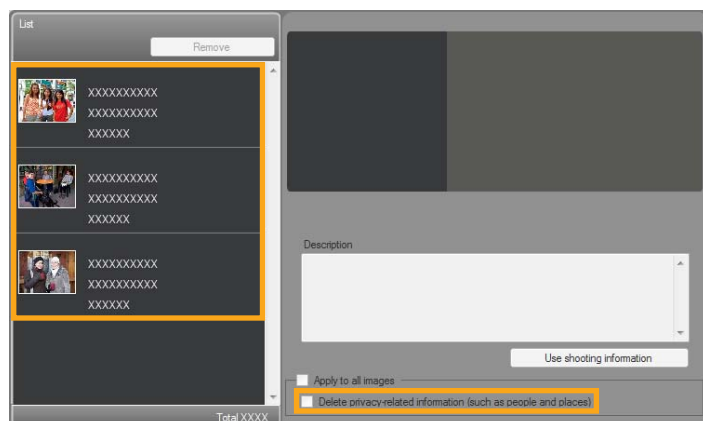 List
Remove
XXXXXXXXXX
XXXXXXXXXX
XXXXXX
XXXXXXXXXX
XXXXXXXXXX
XXXXXX
XXXXXXXXXX
XXXXXXXXXX
XXXXXX
Total XXXX
Description
Use shooting information
Apply to all images
Delete privacy-related information (such as people and places)